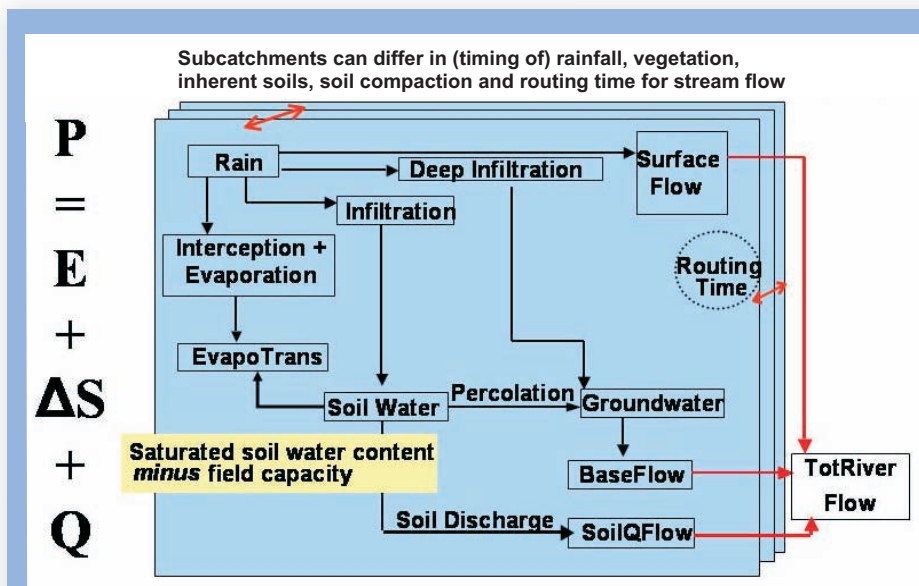 Subcatchments can differ in (timing of) rainfall, vegetation,
inherent soils, soil compaction and routing time for stream flow
P
=
E
+
ΔS
+
Q
Rain
Deep Infiltration
Surface
Flow
Infiltration
Interception +
Evaporation
Routing
Time
EvapoTrans
Soil Water
Percolation
Groundwater
Saturated soil water content
minus field capacity
BaseFlow
TotRiver
Flow
Soil Discharge
SoilQFlow